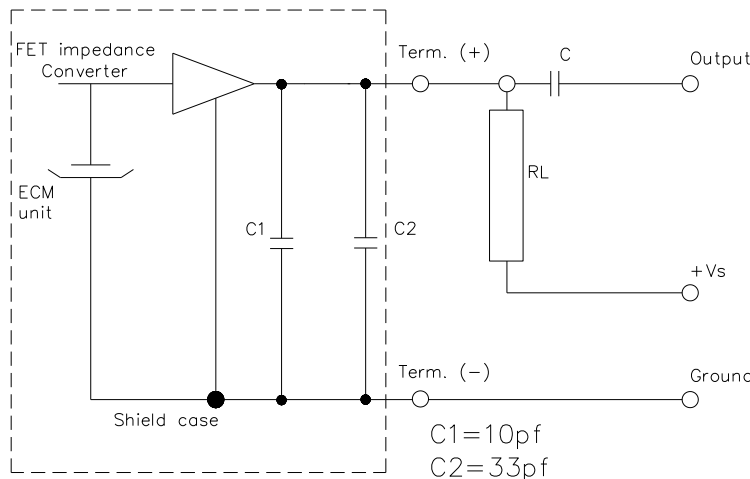 FET impedance
Converter
Term. (+)
C
Output
ECM
unit
C1
C2
RL
+Vs
Term. (-)
Ground
Shield case
C1=10pf
C2=33pf